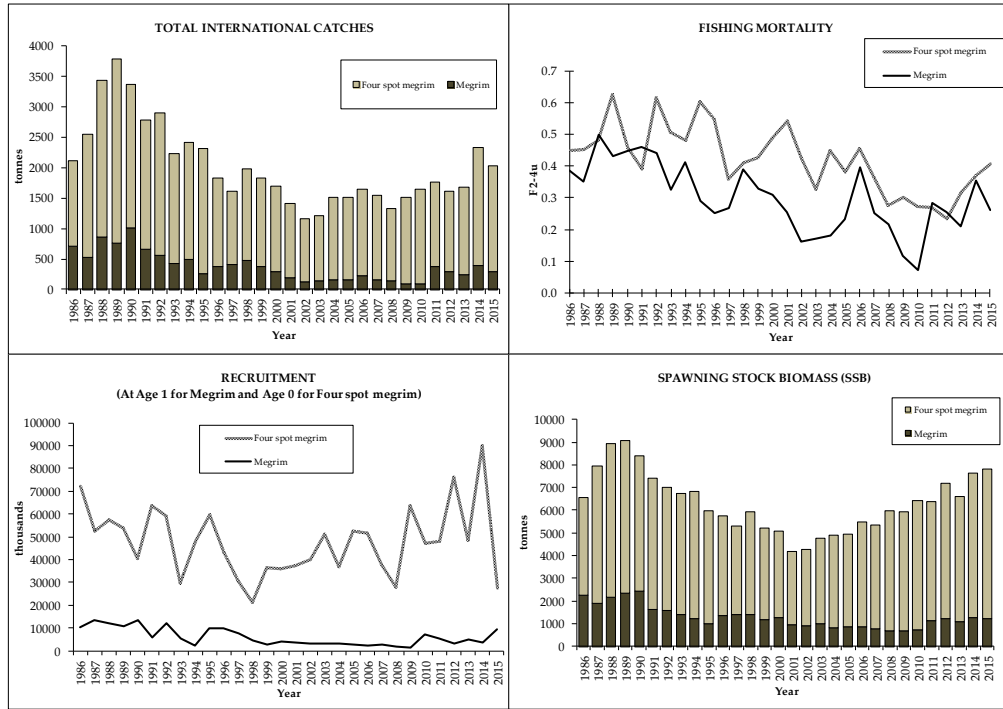 TOTAL INTERNATIONAL CATCHES
4000
3500
3000
2500
2000
1500
1000
500
0
tonnes
Four spot megrim
Megrim
1986 1987 1988 1989 1990 1991 1992 1993 1994 1995 1996 1997 1998 1999 2000 2001 2002 2003 2004 2005 2006 2007 2008 2009 2010 2011 2012 2013 2014 2015
Year
FISHING MORTALITY
Four spot megrim
Megrim
0.7
0.6
0.5
0.4
0.3
0.2
0.1
0.0
F2-4u
1986 1987 1988 1989 1990 1991 1992 1993 1994 1995 1996 1997 1998 1999 2000 2001 2002 2003 2004 2005 2006 2007 2008 2009 2010 2011 2012 2013 2014 2015
Year
RECRUITMENT
(At Age 1 for Megrim and Age 0 for Four spot megrim)
100000
90000
80000
70000
60000
50000
40000
30000
20000
10000
0
thousands
Four spot megrim
Megrim
1986 1987 1988 1989 1990 1991 1992 1993 1994 1995 1996 1997 1998 1999 2000 2001 2002 2003 2004 2005 2006 2007 2008 2009 2010 2011 2012 2013 2014 2015
Year
SPAWNING STOCK BIOMASS (SSB)
Four spot megrim
Megrim
10000
9000
8000
7000
6000
5000
4000
3000
2000
1000
0
tonnes
1986 1987 1988 1989 1990 1991 1992 1993 1994 1995 1996 1997 1998 1999 2000 2001 2002 2003 2004 2005 2006 2007 2008 2009 2010 2011 2012 2013 2014 2015
Year